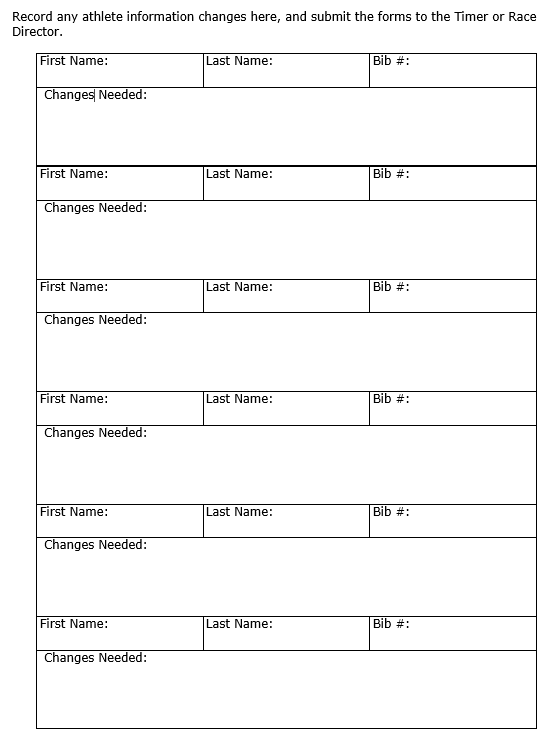 Record any athlete information changes here, and submit the forms to the Timer or Race
Director.
First Name: Last Name: Bib #:
Changes Needed:
First Name: Last Name: Bib #:
Changes Needed:
First Name: Last Name: Bib #:
Changes Needed:
First Name: Last Name: Bib #:
Changes Needed:
First Name: Last Name: Bib #:
Changes Needed:
First Name: Last Name: Bib #:
Changes Needed: